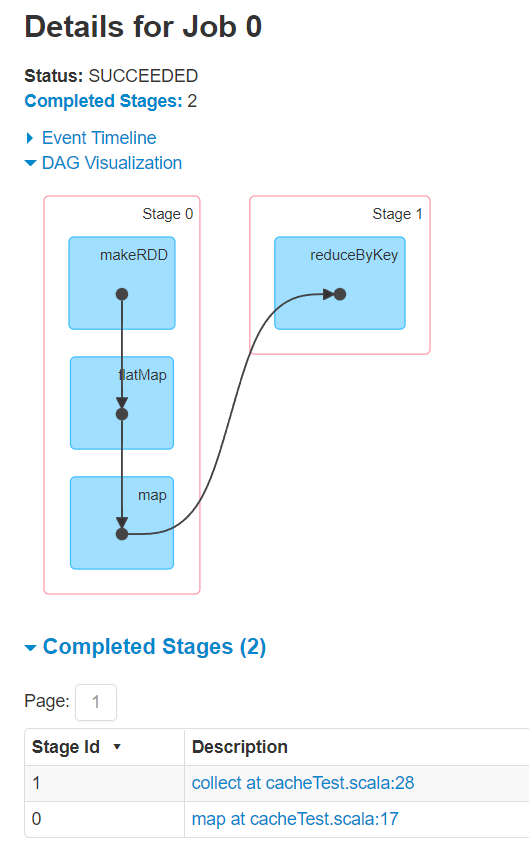 Details for Job 0
Status: SUCCEEDED
Completed Stages: 2
Event Timeline
DAG Visualization
Stage 0
Stage 1
makeRDD
reduceByKey
flatMap
map
Completed Stages (2)
Page: 1
Stage Id ▾ Description
1 collect at cacheTest.scala:28
0 map at cacheTest.scala:17